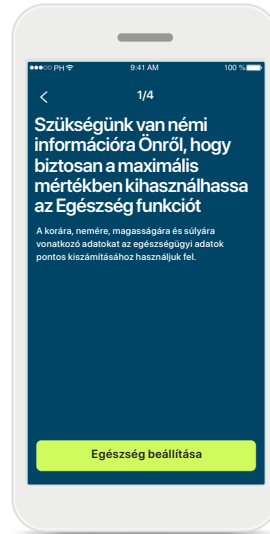 PH 9:41 AM 100 %
1/4
Szükségünk van némi
információra Önről, hogy
biztosan a maximális
mértékben kihasználhassa
az Egészség funkciót
A korára, nemére, magasságára és súlyára
vonatkozó adatokat az egészségügyi adatok
pontos kiszámításához használjuk fel.
Egészség beállítása